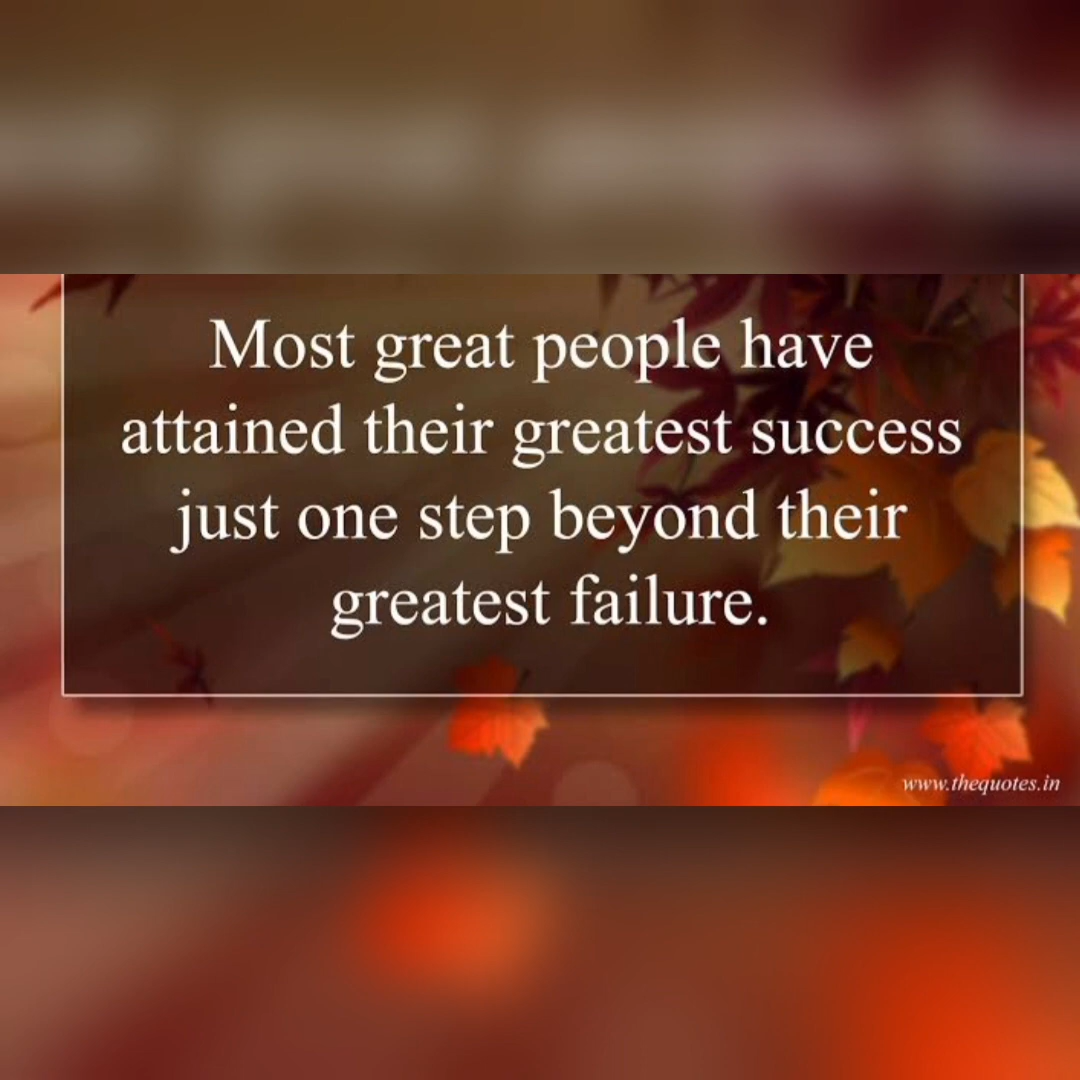 Most great people have
attained their greatest success
just one step beyond their
greatest failure.
www.thequotes.in